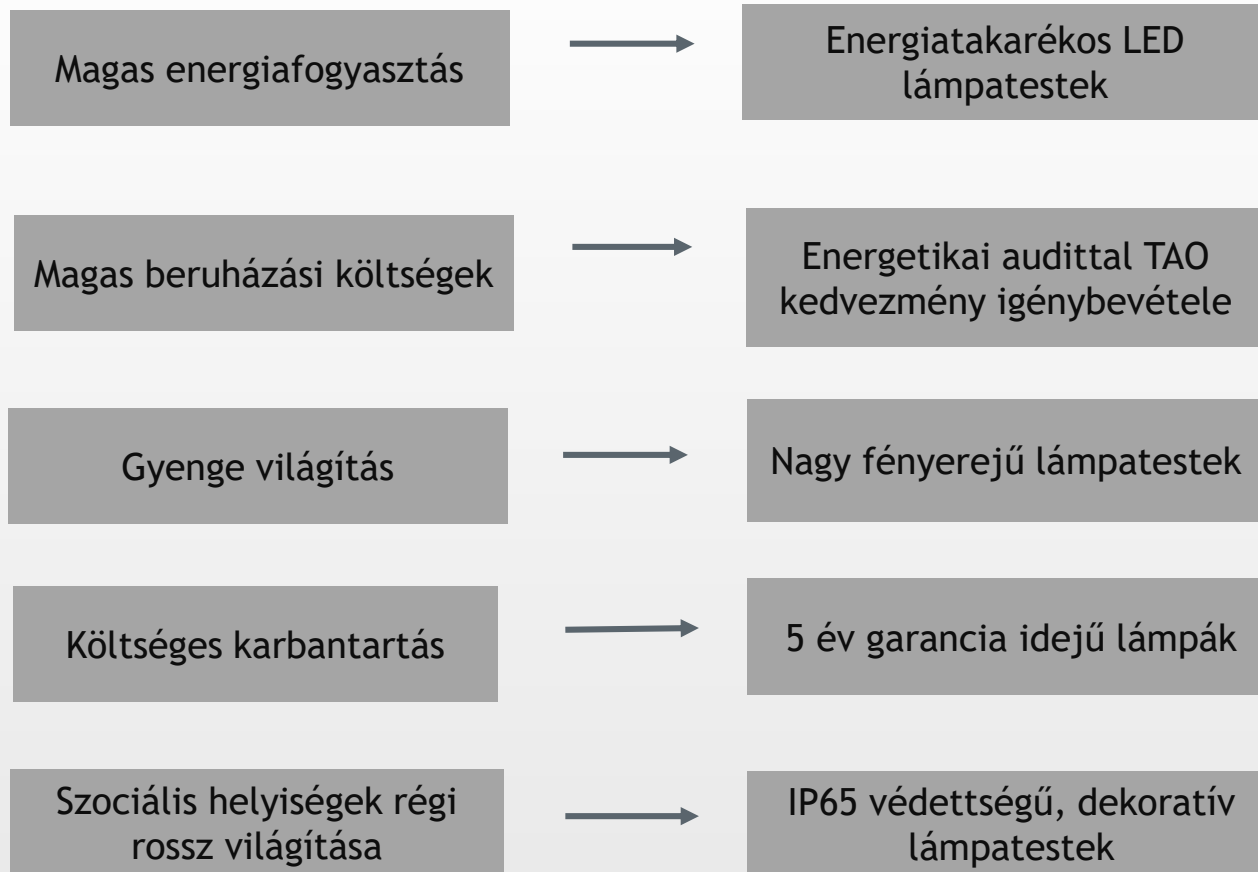 Magas energiafogyasztás
Energiatakarékos LED
lámpatestek
Magas beruházási költségek
Energetikai audittal TAO
kedvezmény igénybevétele
Gyenge világítás
Nagy fényerejű lámpatestek
Költséges karbantartás
5 év garancia idejű lámpák
Szociális helyiségek régi
rossz világítása
IP65 védettségű, dekoratív
lámpatestek